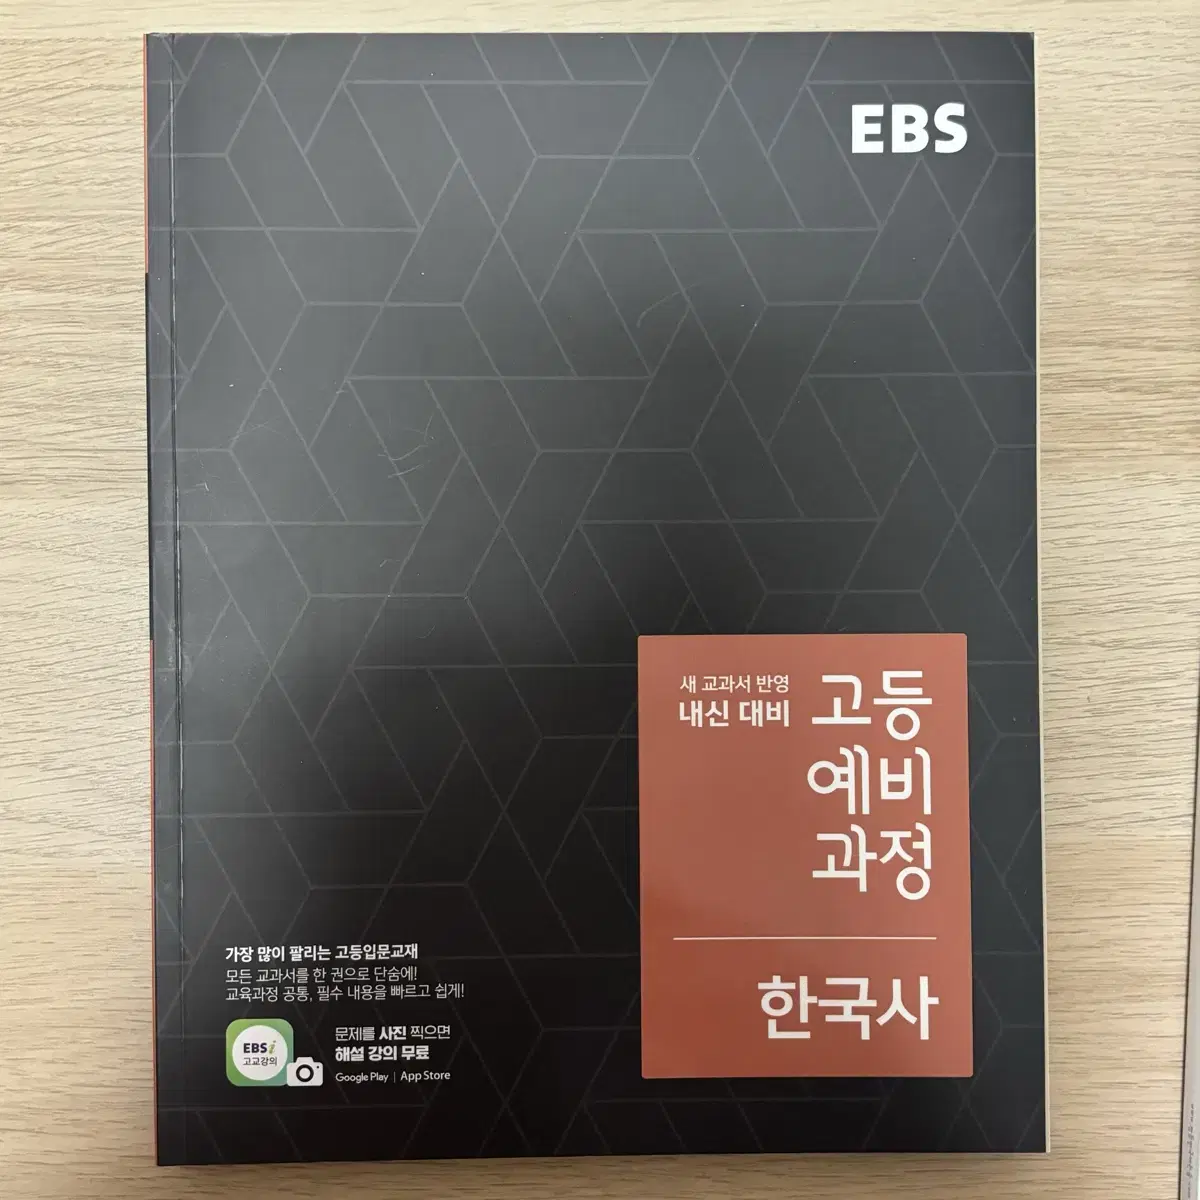 EBS
새 교과서 반영
내신 대비
고등
예비
과정
한국사
가장 많이 팔리는 고등입문교재
모든 교과서를 한 권으로 단숨에!
교육과정 공통, 필수 내용을 빠르고 쉽게!
EBSi
고교강의
문제를 사진 찍으면
해설 강의 무료
Google Play | App Store